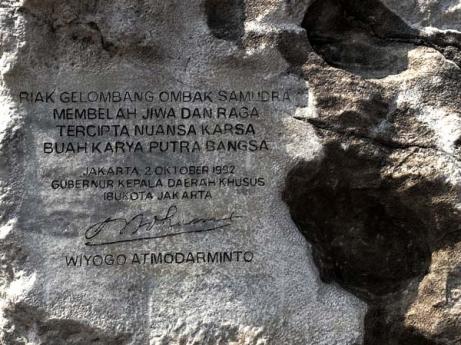 RIAK GELOMBANG OMBAK SAMUDRA
MEMBELAH JIWA DAN RAGA
TERCIPTA NUANSA KARSA
BUAH KARYA PUTRA BANGSA
JAKARTA, 2 OKTOBER 1992
GUBERNUR KEPALA DAERAH KHUSUS
IBUKOTA JAKARTA
WIYOGO ATMODARMINTO